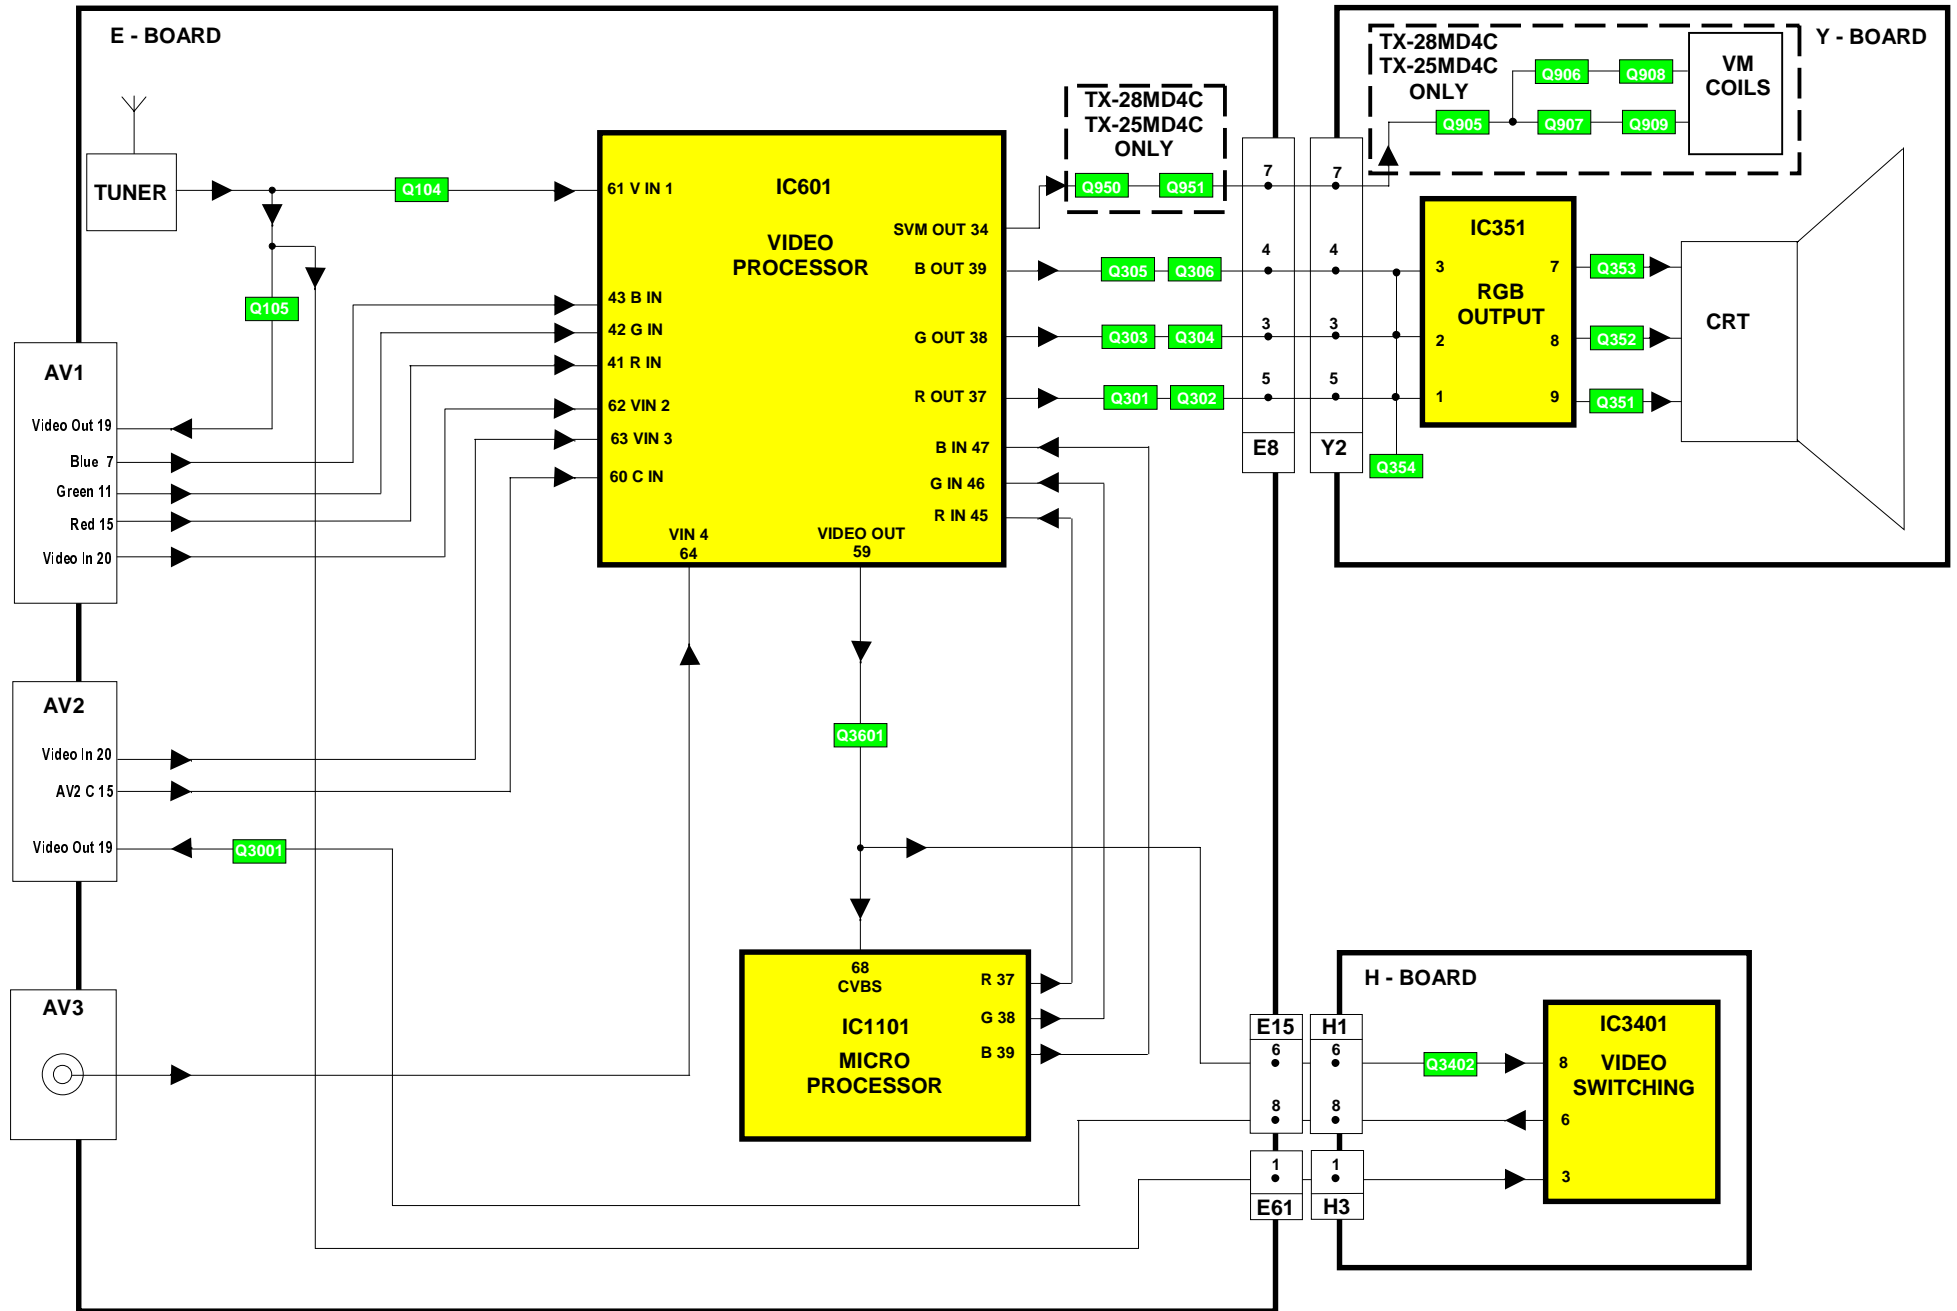 E - BOARD
TUNER
Q104
Q105
AV1
Video Out 19
Blue 7
Green 11
Red 15
Video In 20
AV2
Video In 20
AV2 C 15
Video Out 19
Q3001
AV3
IC601
VIDEO
PROCESSOR
61 V IN 1
43 B IN
42 G IN
41 R IN
62 VIN 2
63 VIN 3
60 C IN
VIN 4
64
VIDEO OUT
59
SVM OUT 34
B OUT 39
G OUT 38
R OUT 37
B IN 47
G IN 46
R IN 45
TX-28MD4C
TX-25MD4C
ONLY
Q950
Q951
Q305
Q306
Q303
Q304
Q301
Q302
7
4
3
5
E8
7
4
3
5
Y2
Q3601
68
CVBS
IC1101
MICRO
PROCESSOR
R 37
G 38
B 39
Y - BOARD
TX-28MD4C
TX-25MD4C
ONLY
Q905
Q906
Q908
Q907
Q909
VM
COILS
IC351
RGB
OUTPUT
3
2
1
7
8
9
Q353
Q352
Q351
Q354
CRT
H - BOARD
E15
6
8
1
E61
H1
6
8
1
H3
Q3402
IC3401
VIDEO
SWITCHING
8
6
3